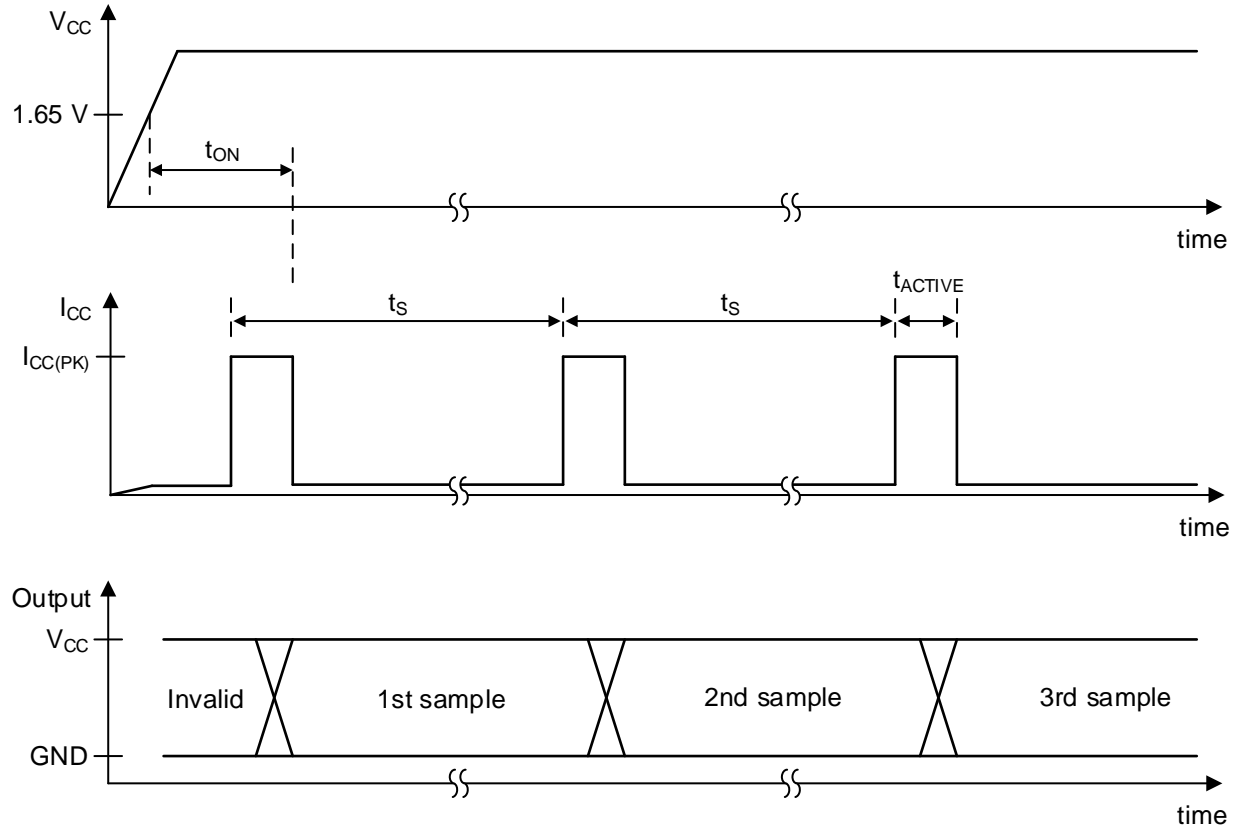 VCC
1.65 V
tON
time
ICC
ICC(PK)
tS
tS
tACTIVE
time
Output
VCC
Invalid
1st sample
2nd sample
3rd sample
GND
time